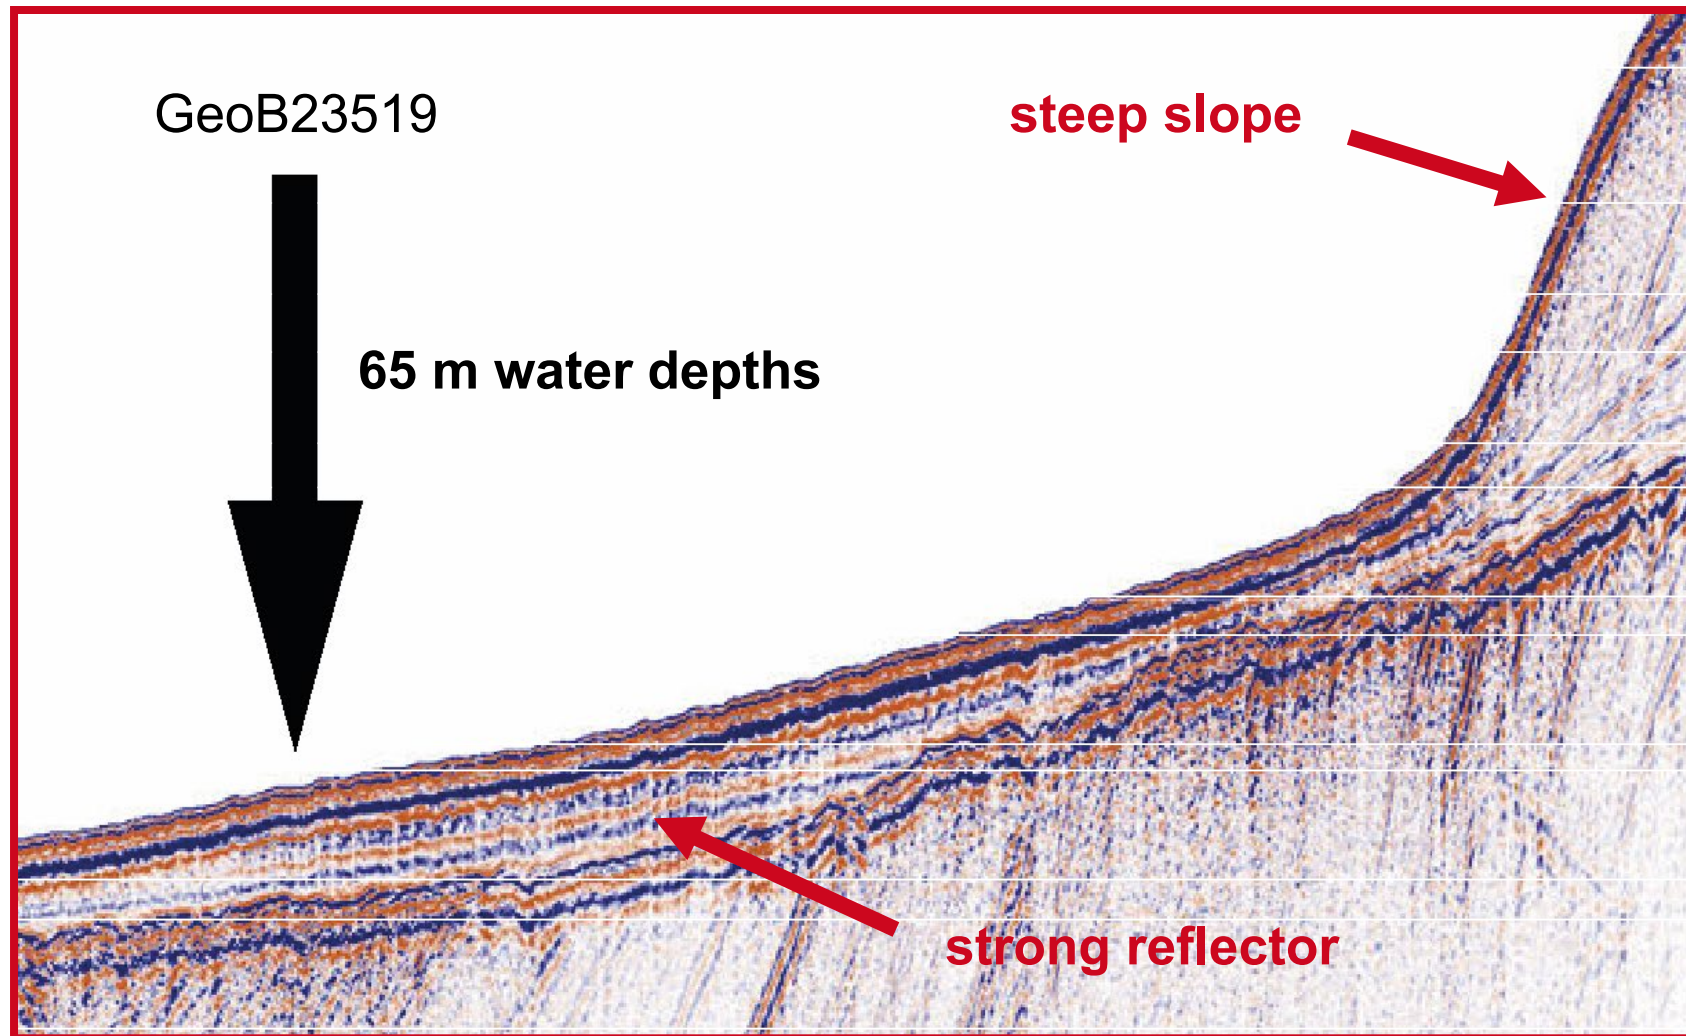 GeoB23519
steep slope
65 m water depths
strong reflector